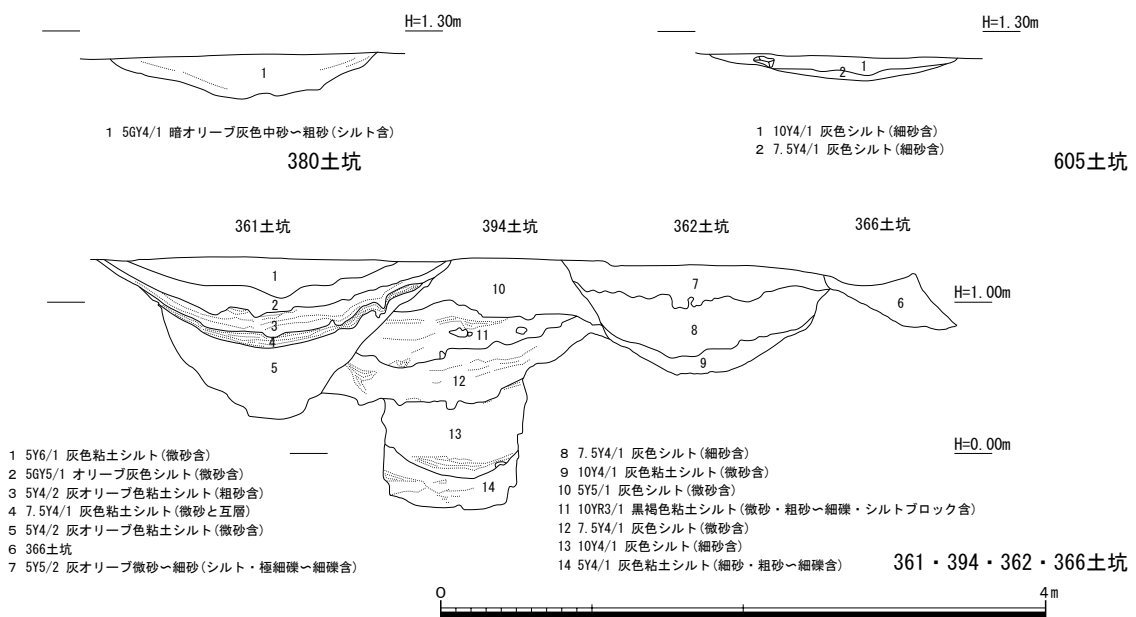 H=1.30m
1
1 5GY4/1 暗オリーブ灰色中砂〜粗砂(シルト含)
380土坑
H=1.30m
1
2
1 10Y4/1 灰色シルト(細砂含)
2 7.5Y4/1 灰色シルト(細砂含)
605土坑
361土坑
394土坑
362土坑
366土坑
H=1.00m
H=0.00m
1
2
3
4
5
10
11
12
13
14
7
8
9
6
1 5Y6/1 灰色粘土シルト(微砂含)
2 5GY5/1 オリーブ灰色シルト(微砂含)
3 5Y4/2 灰オリーブ色粘土シルト(粗砂含)
4 7.5Y4/1 灰色粘土シルト(微砂と互層)
5 5Y4/2 灰オリーブ色粘土シルト(微砂含)
6 366土坑
7 5Y5/2 灰オリーブ微砂〜細砂(シルト・極細礫〜細礫含)
8 7.5Y4/1 灰色シルト(細砂含)
9 10Y4/1 灰色粘土シルト(微砂含)
10 5Y5/1 灰色シルト(微砂含)
11 10YR3/1 黒褐色粘土シルト(微砂・粗砂〜細礫・シルトブロック含)
12 7.5Y4/1 灰色シルト(微砂含)
13 10Y4/1 灰色シルト(細砂含)
14 5Y4/1 灰色粘土シルト(細砂・粗砂〜細礫含)
361・394・362・366土坑
0
4m